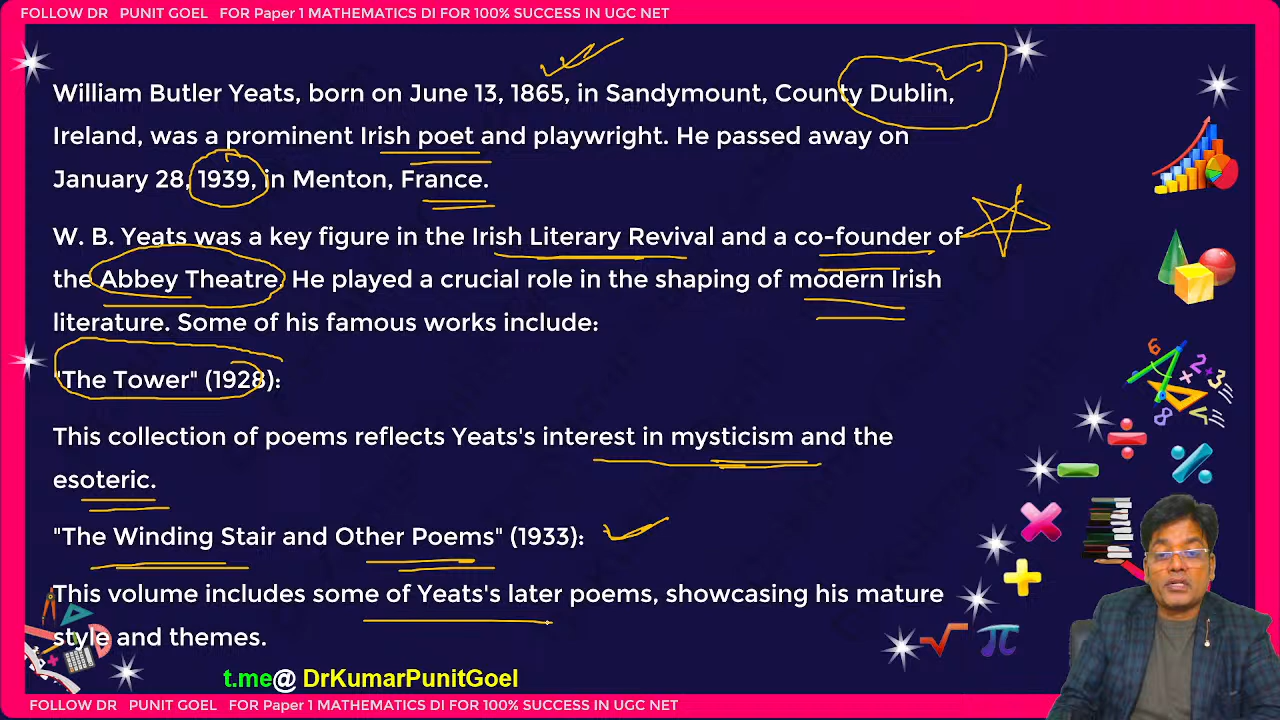 FOLLOW DR PUNIT GOEL FOR Paper 1 MATHEMATICS DI FOR 100% SUCCESS IN UGC NET
William Butler Yeats, born on June 13, 1865, in Sandymount, County Dublin,
Ireland, was a prominent Irish poet and playwright. He passed away on
January 28, 1939, in Menton, France.
W. B. Yeats was a key figure in the Irish Literary Revival and a co-founder of
the Abbey Theatre. He played a crucial role in the shaping of modern Irish
literature. Some of his famous works include:
"The Tower" (1928):
This collection of poems reflects Yeats's interest in mysticism and the
esoteric.
"The Winding Stair and Other Poems" (1933):
This volume includes some of Yeats's later poems, showcasing his mature
style and themes.
t.me@ DrKumarPunitGoel
FOLLOW DR PUNIT GOEL FOR Paper 1 MATHEMATICS DI FOR 100% SUCCESS IN UGC NET